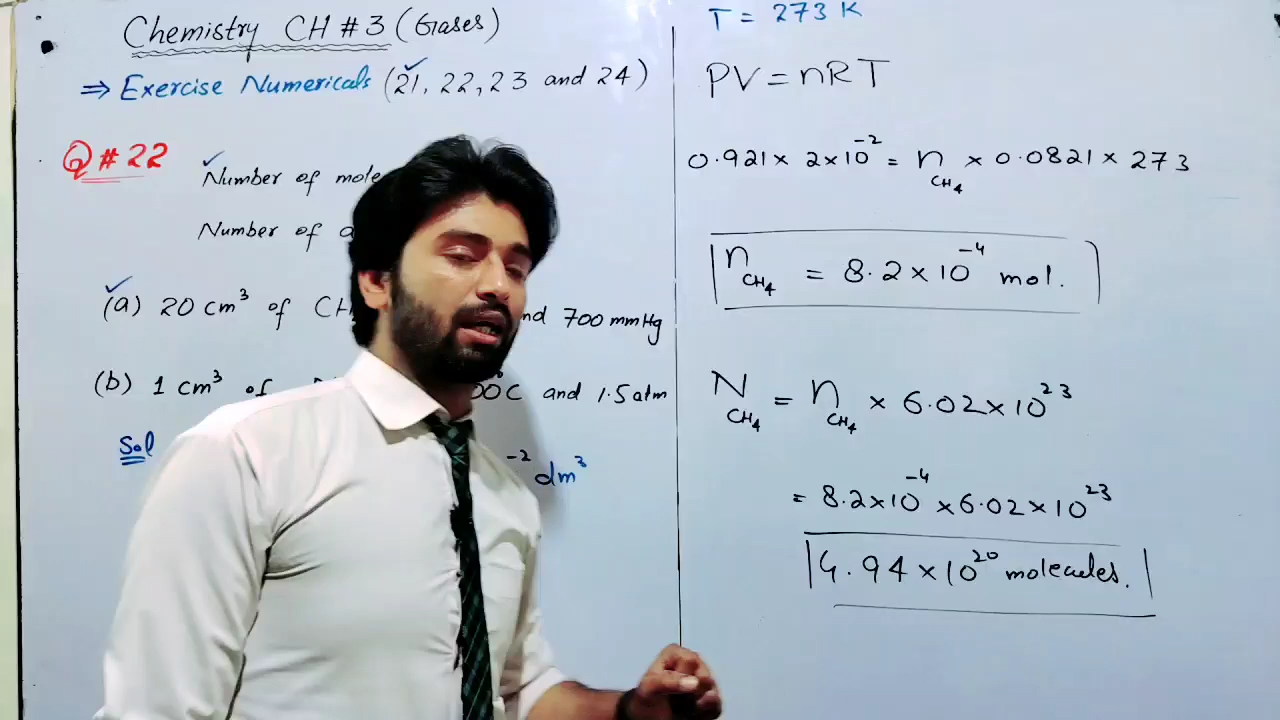 Chemistry CH # 3 (Gases)
⇒ Exercise Numericals (21, 22, 23 and 24)
Q # 22
Number of
Number of
(a) 20 cm³ of 700 mmHg
(b) 1 cm³ of °C and 1.5 atm
Sol
⁻² dm³
T = 273 K
PV = nRT
0.921 × 2×10⁻² = n CH₄ × 0.0821 × 273
n CH₄ = 8.2 × 10⁻⁴ mol.
N CH₄ = n CH₄ × 6.02 × 10²³
= 8.2×10⁻⁴ × 6.02 × 10²³
4.94 × 10²⁰ molecules.